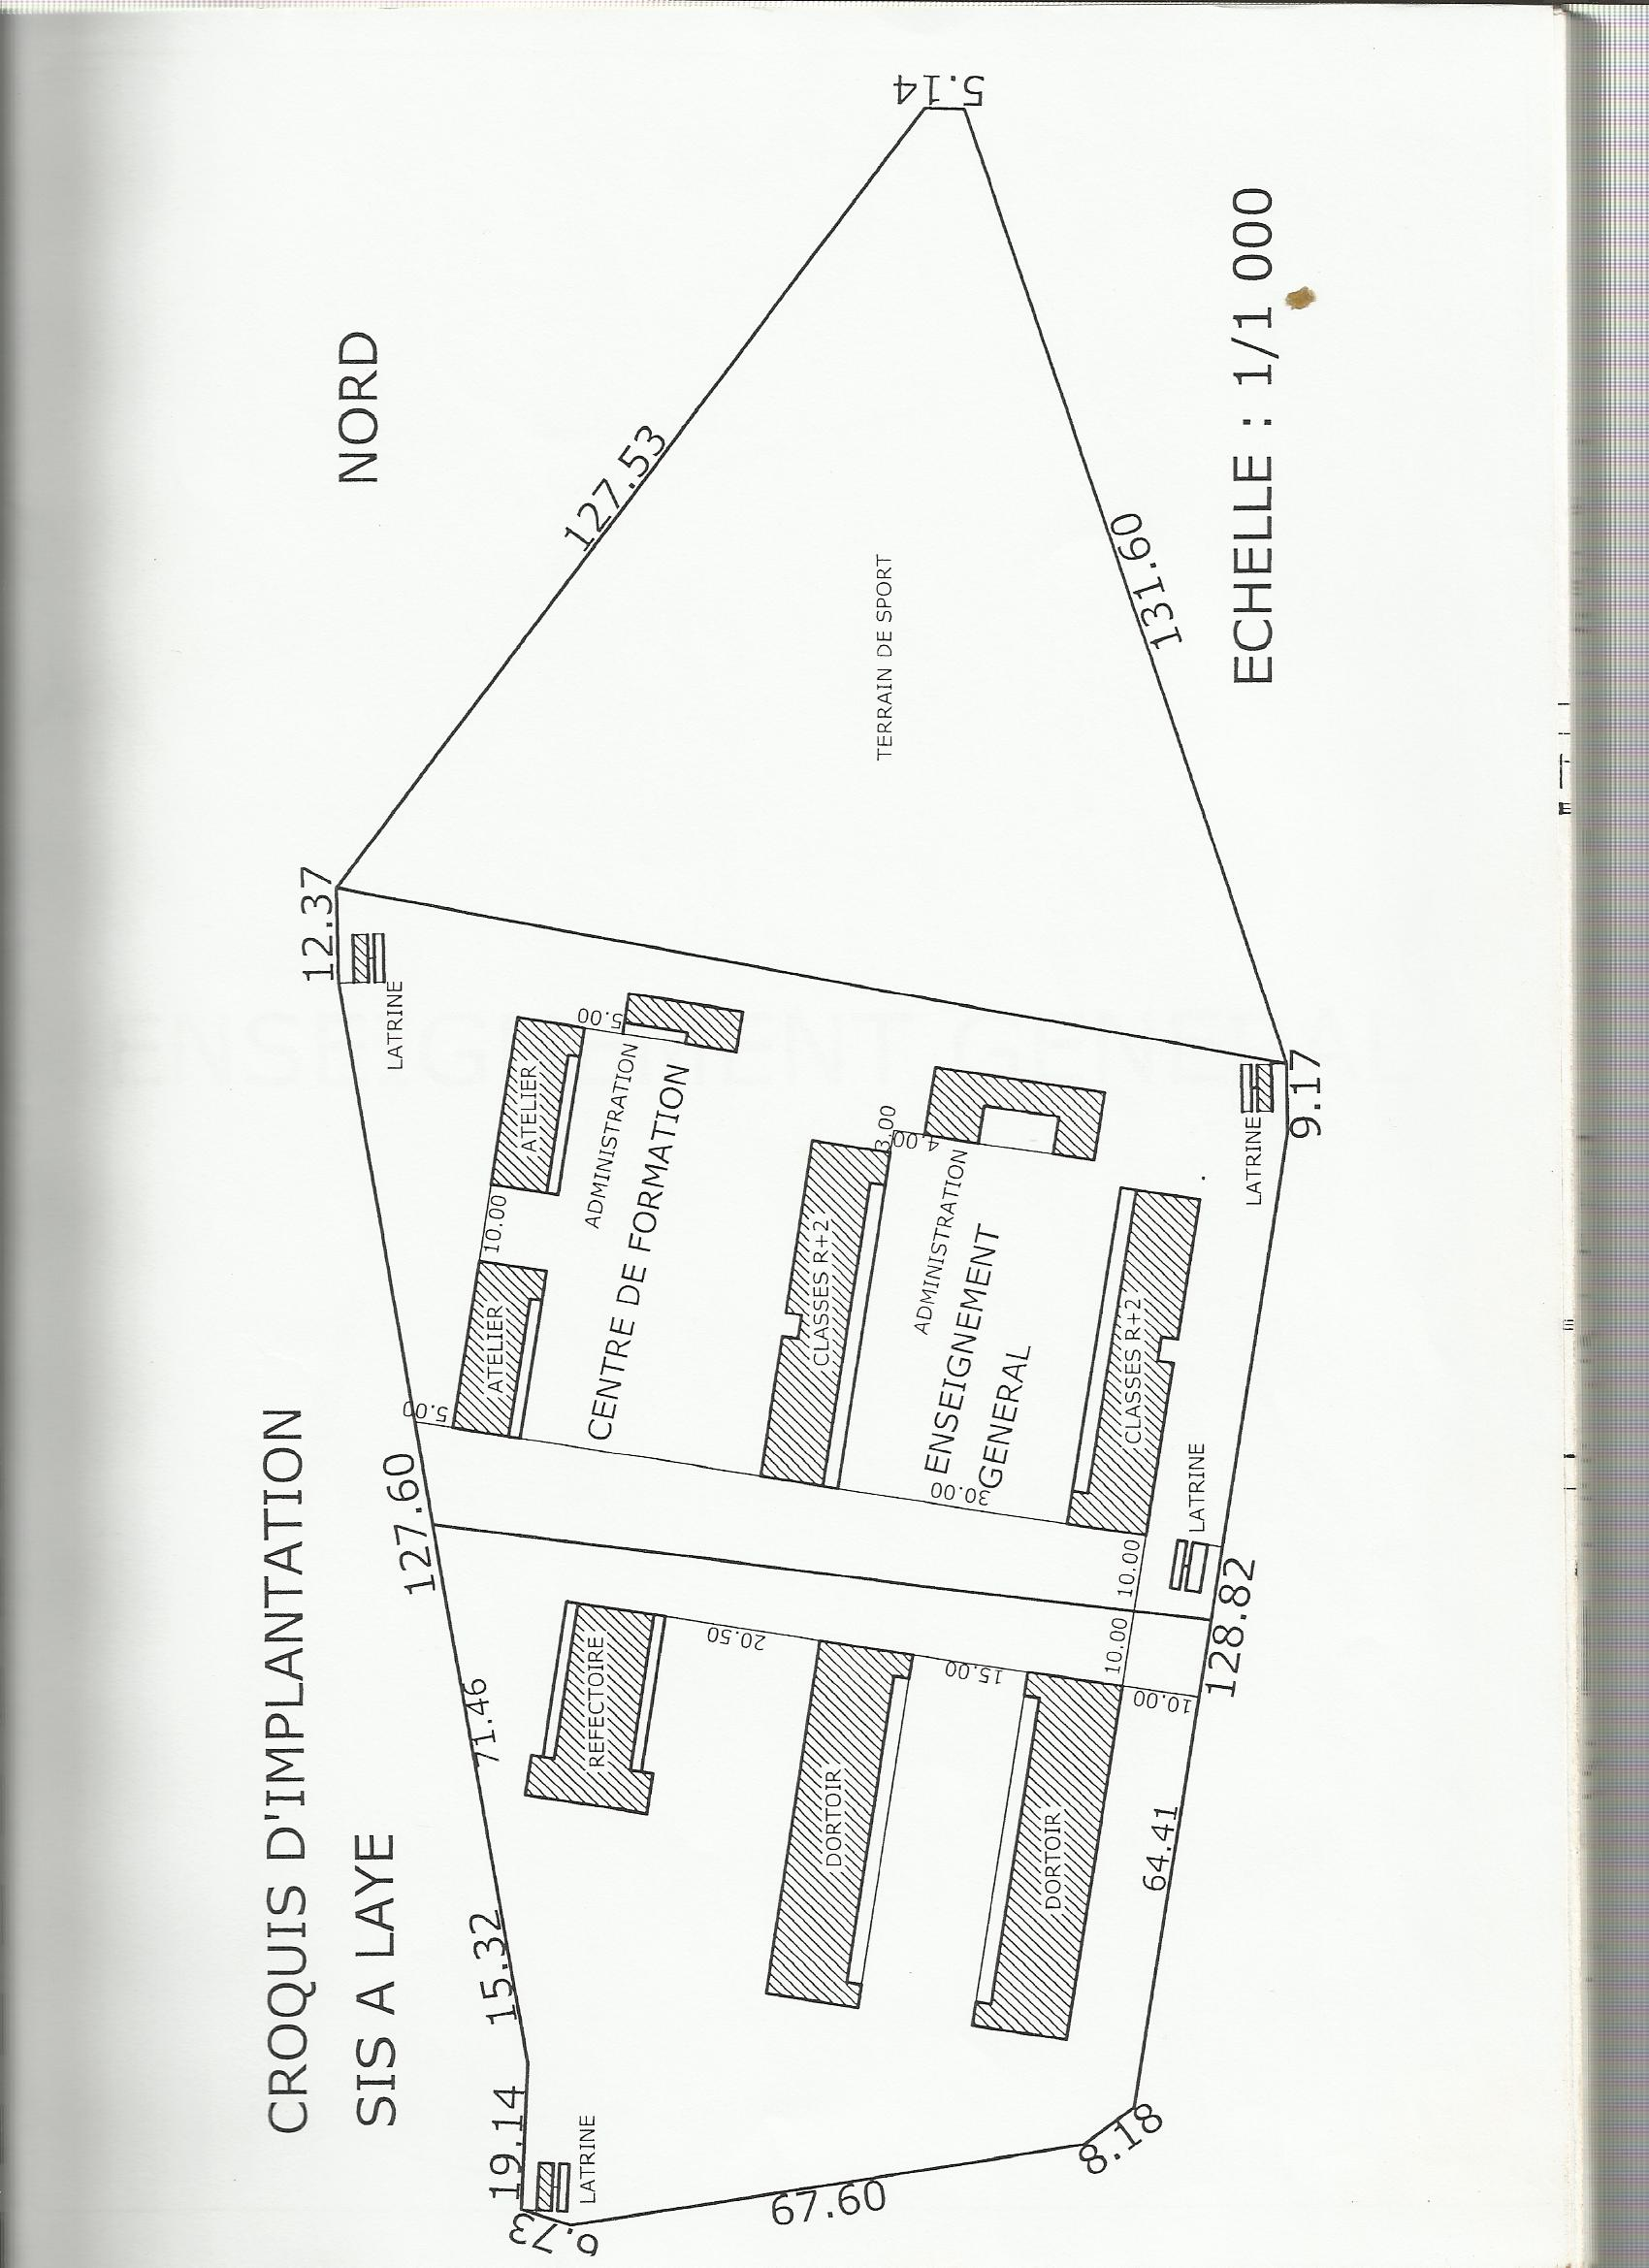 CROQUIS D'IMPLANTATION
SIS A LAYE
NORD
ECHELLE : 1/1 000
12.37
127.53
5.14
131.60
9.17
128.82
127.60
71.46
15.32
19.14
67.60
8.18
64.41
TERRAIN DE SPORT
LATRINE
ATELIER
10.00
ATELIER
5.00
5.00
ADMINISTRATION
CENTRE DE FORMATION
CLASSES R+2
3.00
4.00
ADMINISTRATION
ENSEIGNEMENT
GENERAL
30.00
CLASSES R+2
LATRINE
LATRINE
10.00
10.00
10.00
REFECTOIRE
20.50
DORTOIR
15.00
DORTOIR
LATRINE
ENSEIGNEMENT GENERAL